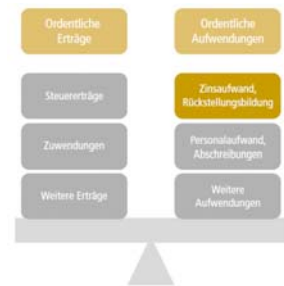 Ordentliche
Erträge
Ordentliche
Aufwendungen
Steuererträge
Zinsaufwand,
Rückstellungsbildung
Zuwendungen
Personalaufwand,
Abschreibungen
Weitere Erträge
Weitere
Aufwendungen